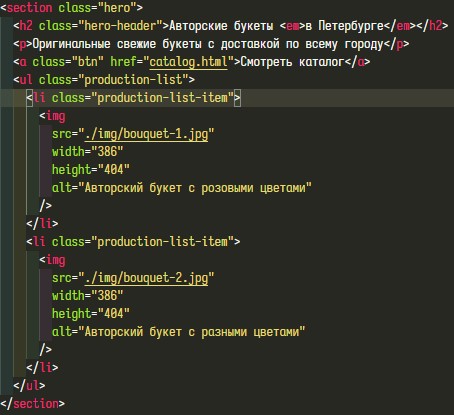 <section class="hero">
<h2 class="hero-header">Авторские букеты <em>в Петербурге</em></h2>
<p>Оригинальные свежие букеты с доставкой по всему городу</p>
<a class="btn" href="catalog.html">Смотреть каталог</a>
<ul class="production-list">
<li class="production-list-item">
<img
src="./img/bouquet-1.jpg"
width="386"
height="404"
alt="Авторский букет с розовыми цветами"
/>
</li>
<li class="production-list-item">
<img
src="./img/bouquet-2.jpg"
width="386"
height="404"
alt="Авторский букет с разными цветами"
/>
</li>
</ul>
</section>